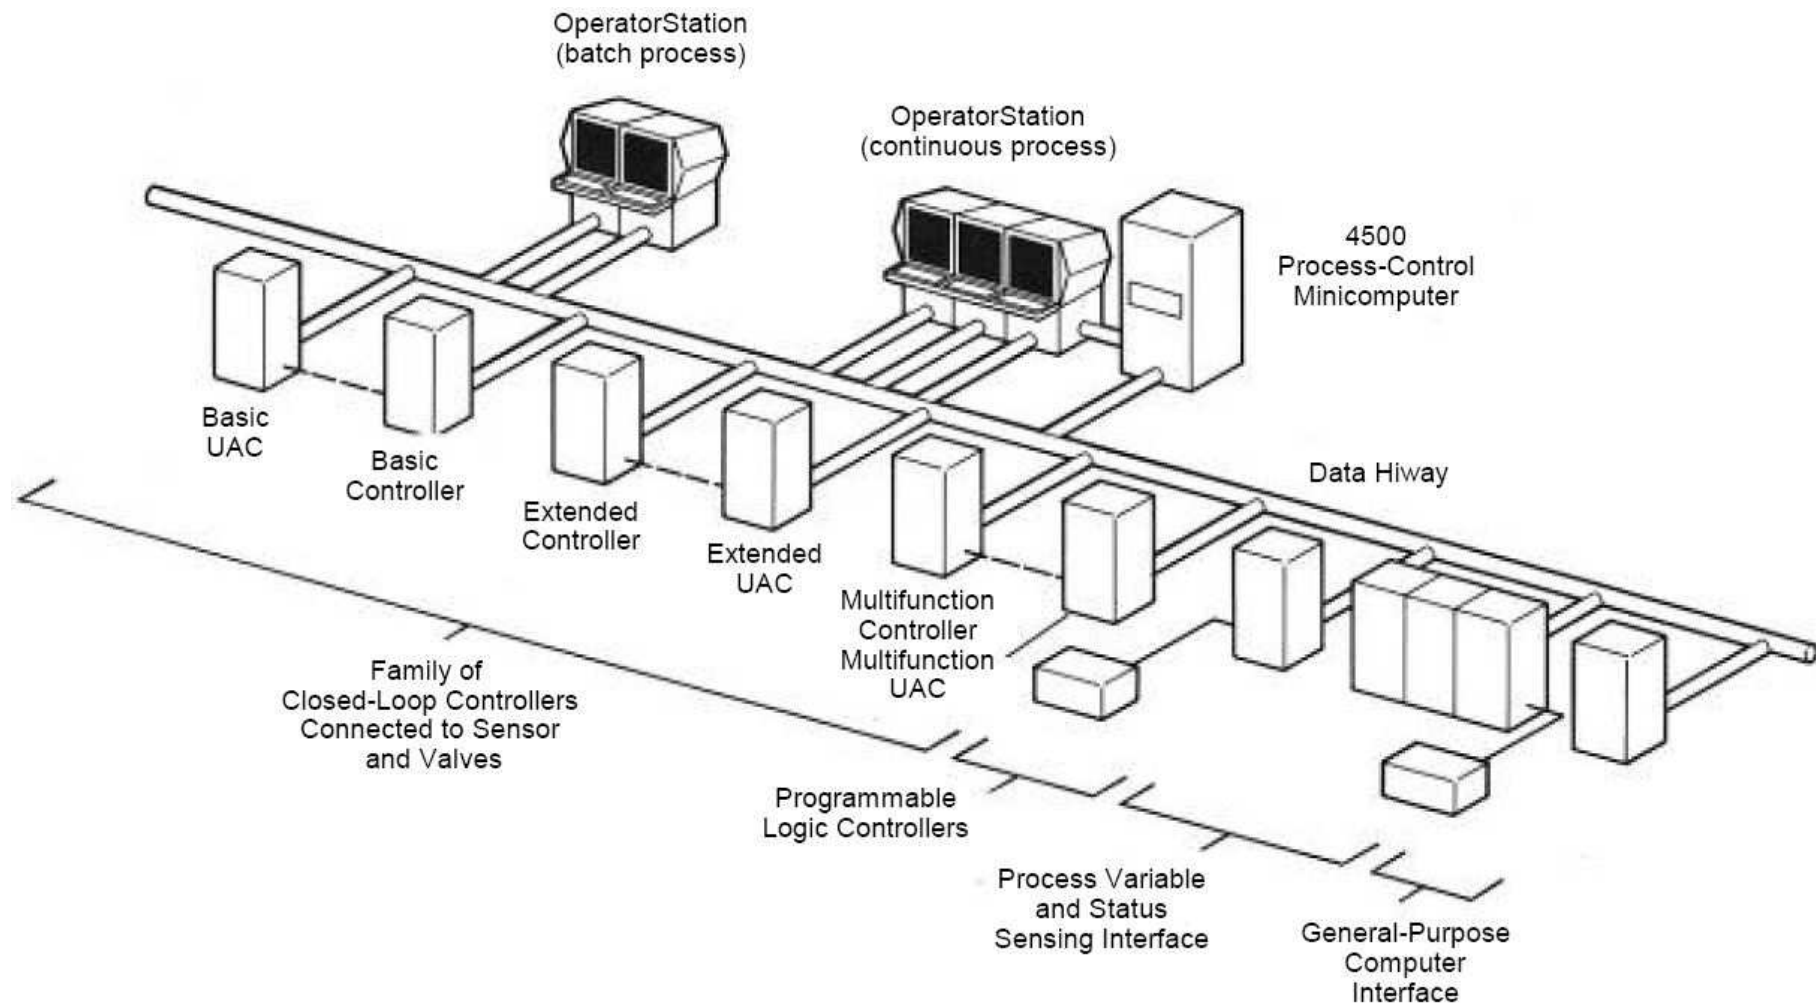 OperatorStation
(batch process)
OperatorStation
(continuous process)
4500
Process-Control
Minicomputer
Data Hiway
Basic
UAC
Basic
Controller
Extended
Controller
Extended
UAC
Multifunction
Controller
Multifunction
UAC
Family of
Closed-Loop Controllers
Connected to Sensor
and Valves
Programmable
Logic Controllers
Process Variable
and Status
Sensing Interface
General-Purpose
Computer
Interface